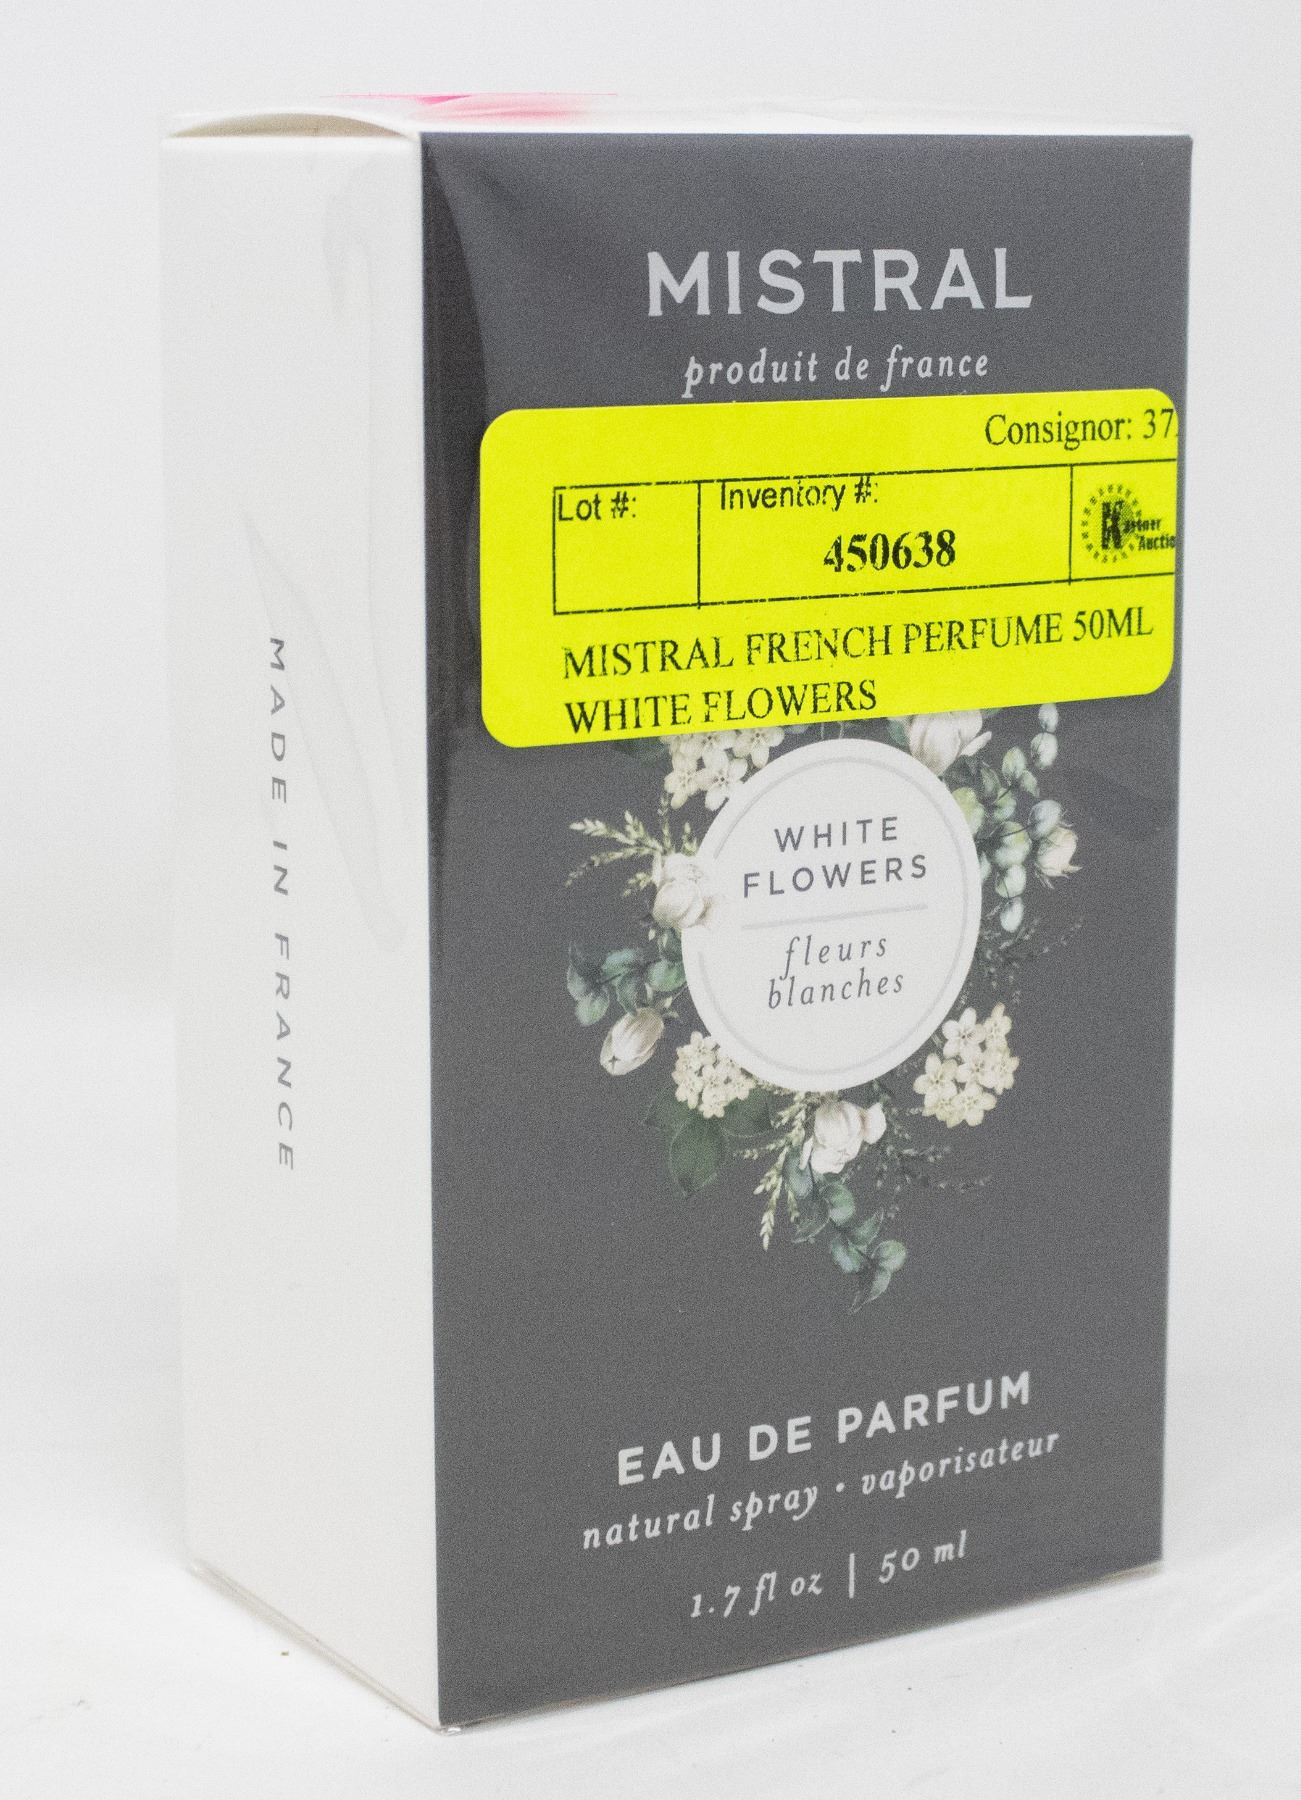 MISTRAL
produit de france
Consignor: 37
Lot #:
Inventory #:
450638
Auctio
MISTRAL FRENCH PERFUME 50ML
WHITE FLOWERS
WHITE
FLOWERS
fleurs
blanches
EAU DE PARFUM
natural spray • vaporisateur
1.7 fl oz | 50 ml
MADE IN FRANCE